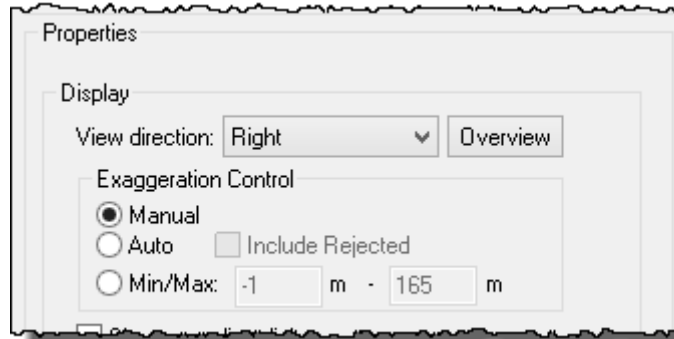 Properties
Display
View direction: Right Overview
Exaggeration Control
Manual
Auto Include Rejected
Min/Max: -1 m - 165 m